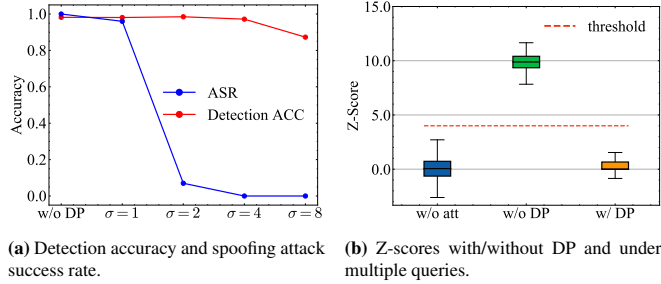 1.0
0.8
0.6
0.4
0.2
0.0
Accuracy
ASR
Detection ACC
w/o DP σ = 1 σ = 2 σ = 4 σ = 8
(a) Detection accuracy and spoofing attack
success rate.
15.0
10.0
5.0
0.0
Z-Score
threshold
w/o att w/o DP w/ DP
(b) Z-scores with/without DP and under
multiple queries.